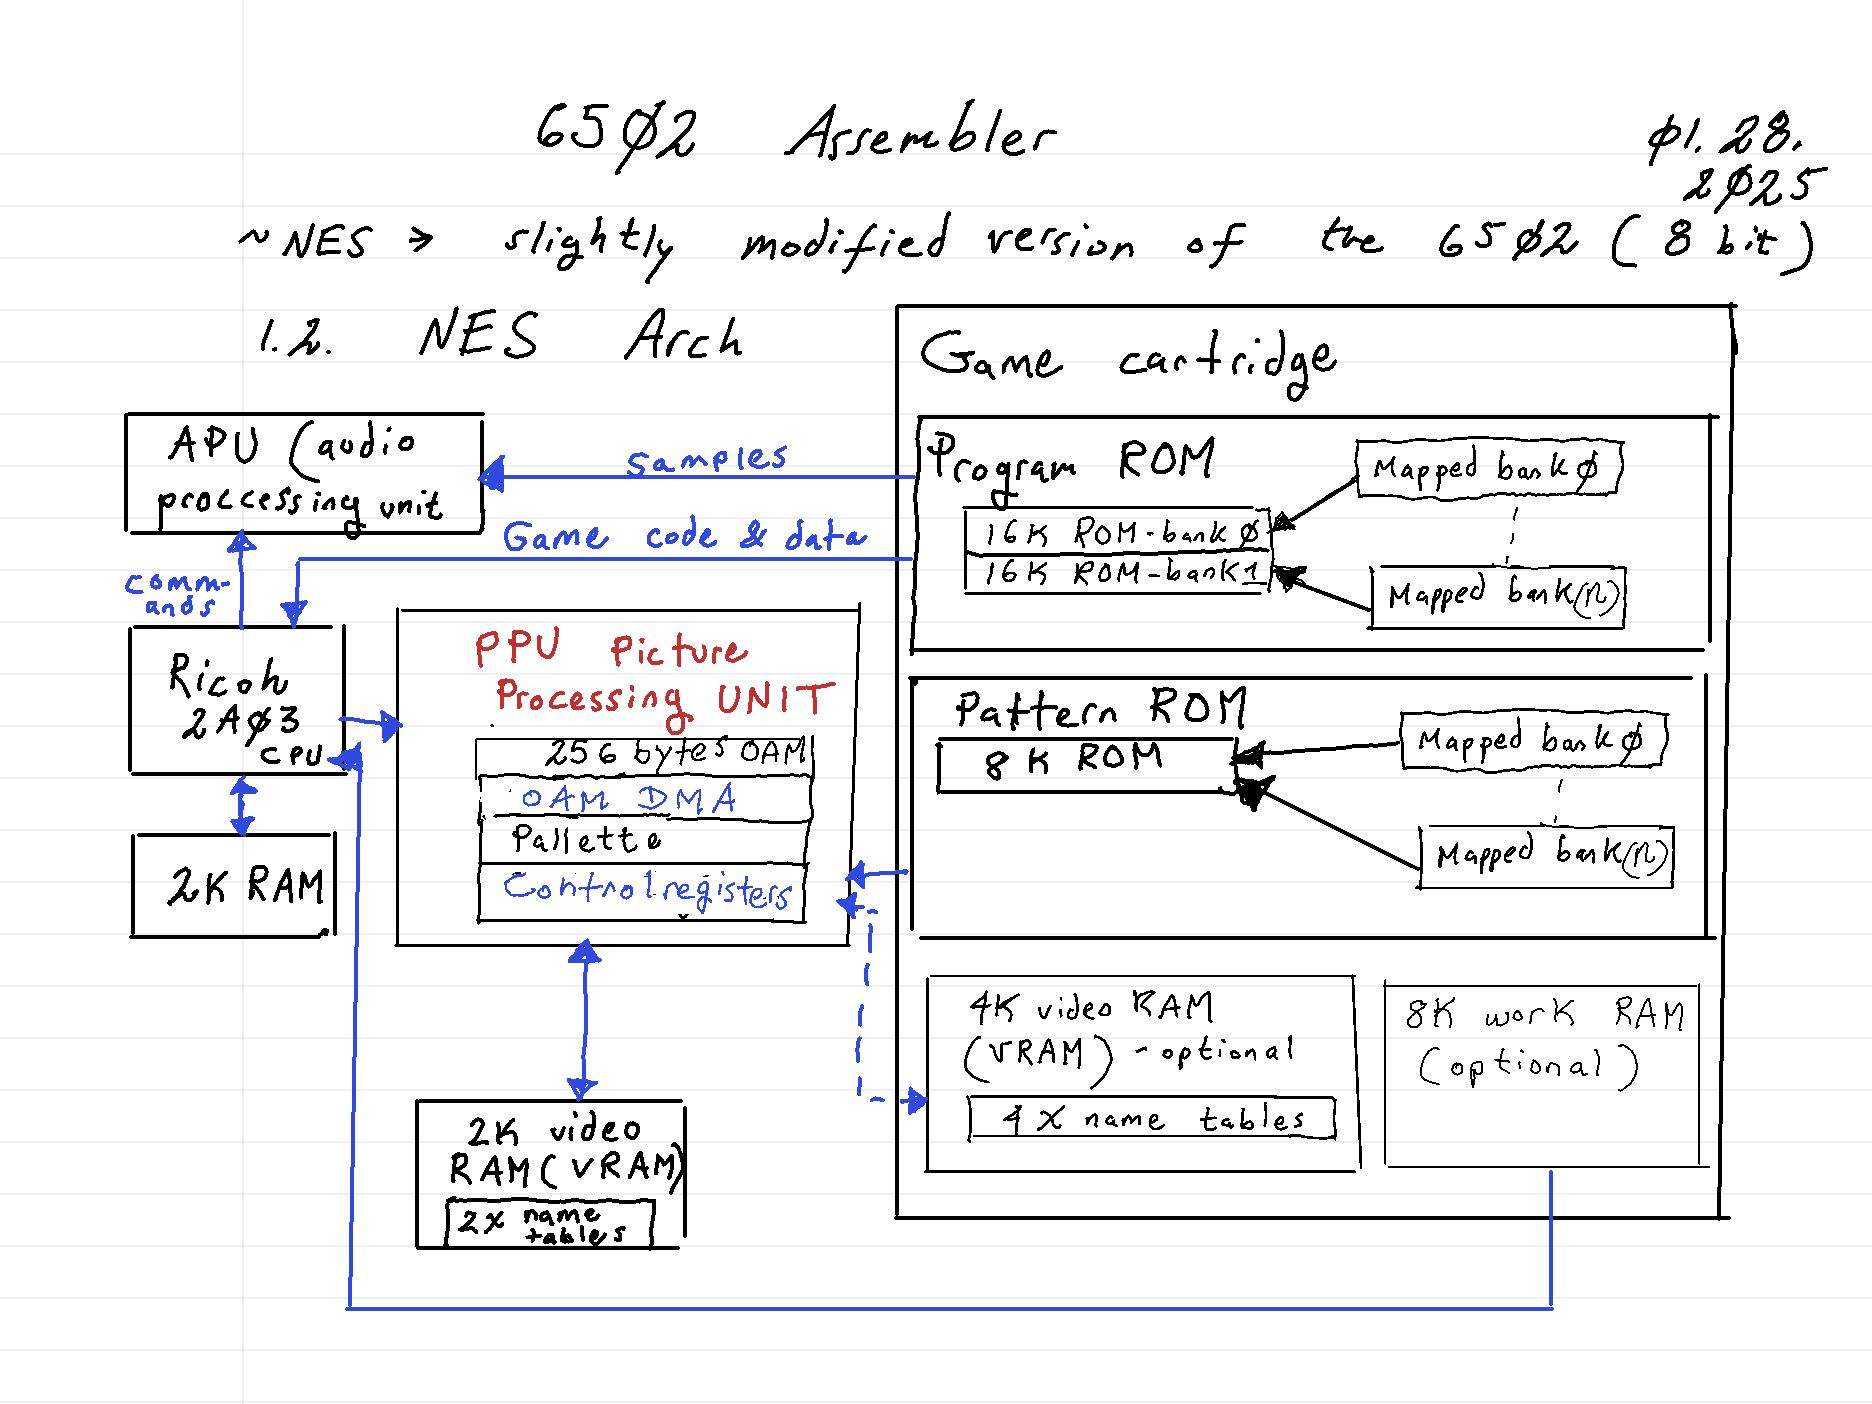 65Ø2 Assembler
Ø1.28.
2Ø25
~NES → slightly modified version of the 65Ø2 (8 bit)
1.2. NES Arch
Game cartridge
APU (audio
proccessing unit
samples
Program ROM
Mapped bank Ø
16K ROM-bank Ø
16K ROM-bank 1
Mapped bank (n)
Game code & data
comm-
ands
Ricoh
2AØ3
CPU
2K RAM
PPU Picture
Processing UNIT
256 bytes OAM
OAM DMA
Pallette
Control registers
Pattern ROM
8K ROM
Mapped bank Ø
Mapped bank (n)
4K video RAM
(VRAM) - optional
4 X name tables
8K work RAM
(optional)
2K video
RAM (VRAM)
2X name
tables